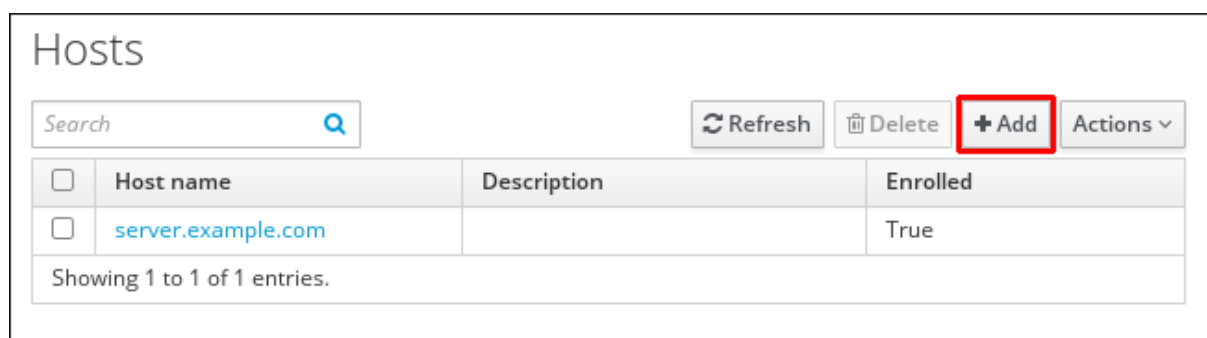 Hosts
Search Refresh Delete Add Actions
Host name Description Enrolled
server.example.com True
Showing 1 to 1 of 1 entries.